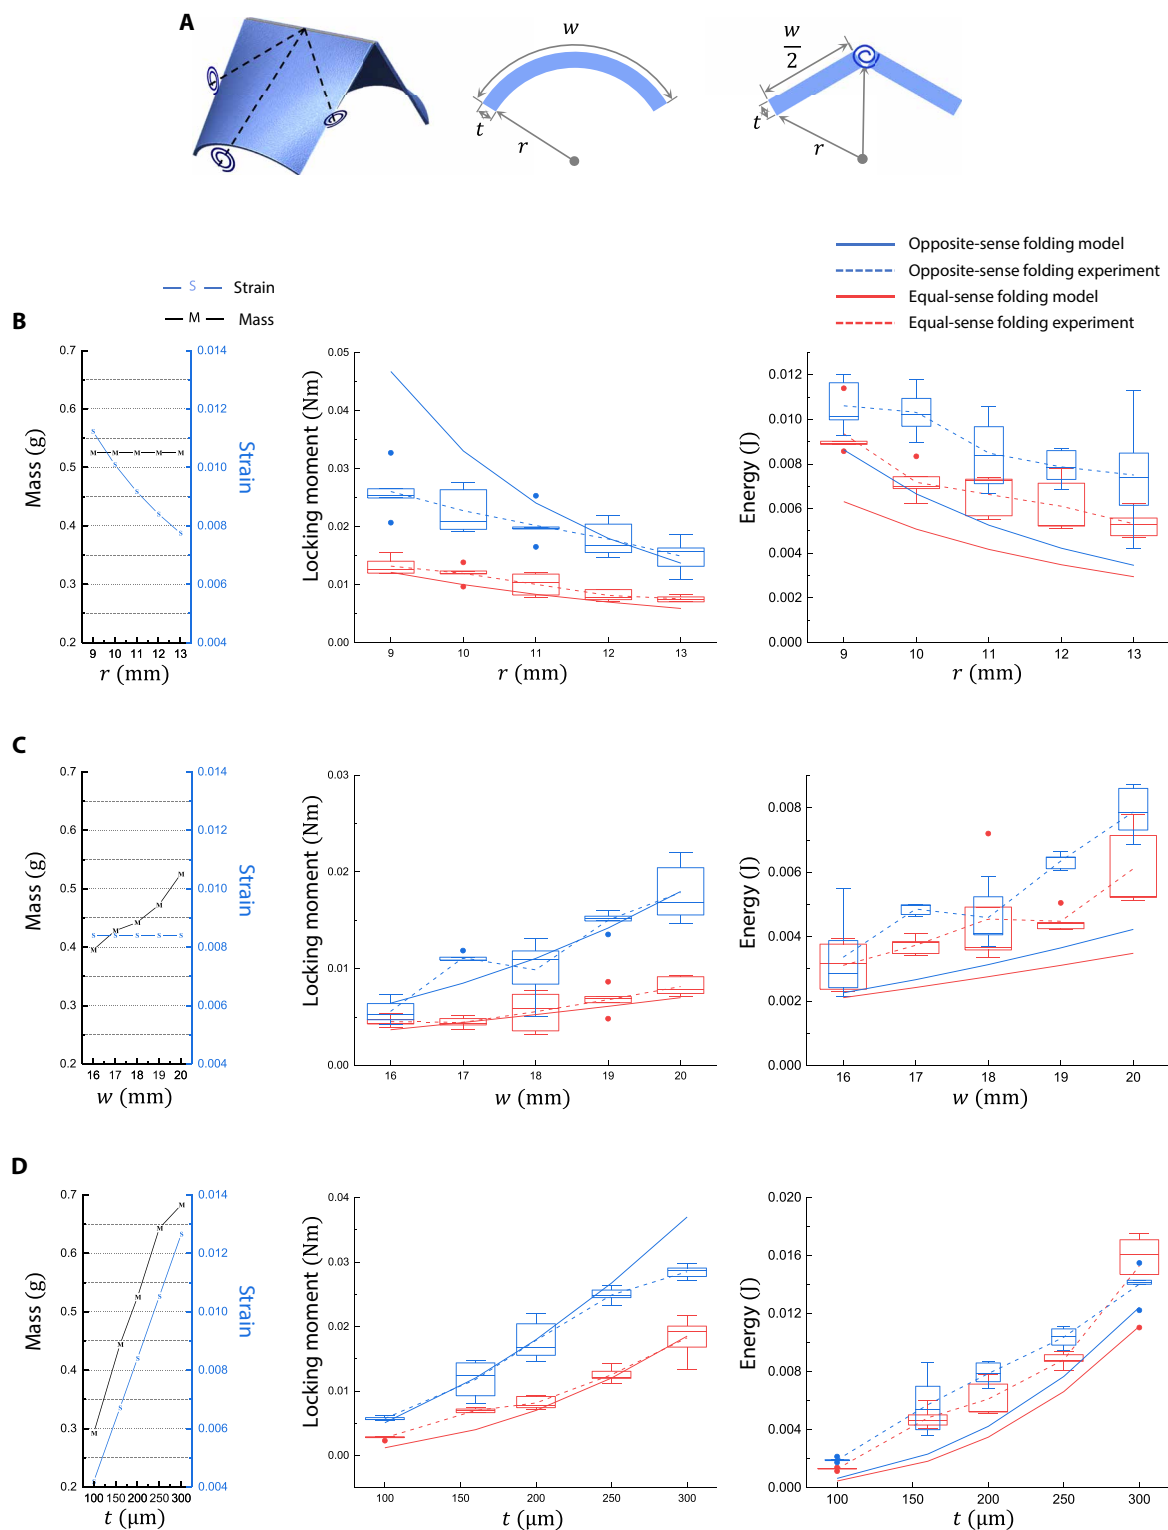 A
w
t
r
w
2
t
r
Opposite-sense folding model
Opposite-sense folding experiment
Equal-sense folding model
Equal-sense folding experiment
S Strain
M Mass
B
Mass (g)
0.7
0.6
0.5
0.4
0.3
0.2
0.014
0.012
0.010
0.008
0.006
0.004
Strain
S
S
S
S
S
M
M
M
M
M
9 10 11 12 13
r (mm)
Locking moment (Nm)
0.05
0.04
0.03
0.02
0.01
0.00
9 10 11 12 13
r (mm)
Energy (J)
0.012
0.010
0.008
0.006
0.004
0.002
0.000
9 10 11 12 13
r (mm)
C
Mass (g)
0.7
0.6
0.5
0.4
0.3
0.2
0.014
0.012
0.010
0.008
0.006
0.004
Strain
M
M
M
M
M
S
S
S
S
S
16 17 18 19 20
w (mm)
Locking moment (Nm)
0.03
0.02
0.01
0.00
16 17 18 19 20
w (mm)
Energy (J)
0.008
0.006
0.004
0.002
0.000
16 17 18 19 20
w (mm)
D
Mass (g)
0.7
0.6
0.5
0.4
0.3
0.2
0.014
0.012
0.010
0.008
0.006
0.004
Strain
M
M
M
M
M
S
S
S
S
100 150 200 250 300
t (μm)
Locking moment (Nm)
0.04
0.03
0.02
0.01
0.00
100 150 200 250 300
t (μm)
Energy (J)
0.020
0.016
0.012
0.008
0.004
0.000
100 150 200 250 300
t (μm)